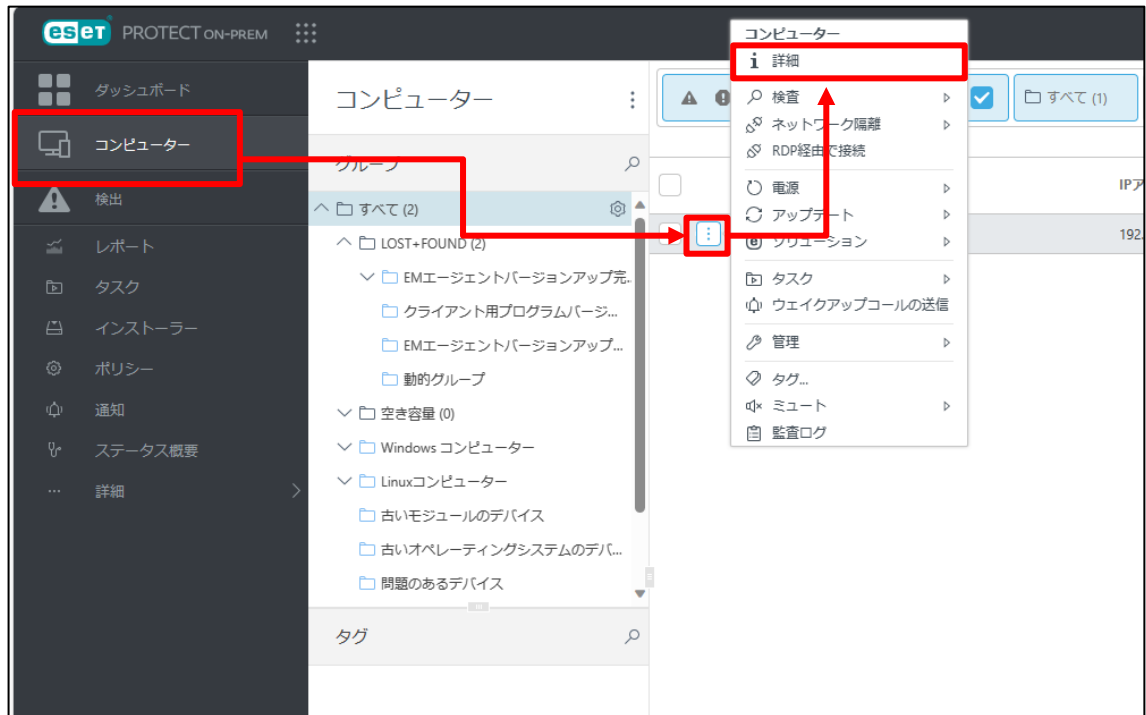 eset PROTECT ON-PREM
ダッシュボード
コンピューター
検出
レポート
タスク
インストーラー
ポリシー
通知
ステータス概要
詳細
コンピューター
グループ
すべて (2)
LOST+FOUND (2)
EMエージェントバージョンアップ完...
クライアント用プログラムバージ...
EMエージェントバージョンアップ...
動的グループ
空き容量 (0)
Windows コンピューター
Linuxコンピューター
古いモジュールのデバイス
古いオペレーティングシステムのデバ...
問題のあるデバイス
タグ
コンピューター
詳細
検査
ネットワーク隔離
RDP経由で接続
電源
アップデート
ソリューション
タスク
ウェイクアップコールの送信
管理
タグ...
ミュート
監査ログ
すべて (1)
IPア
192.